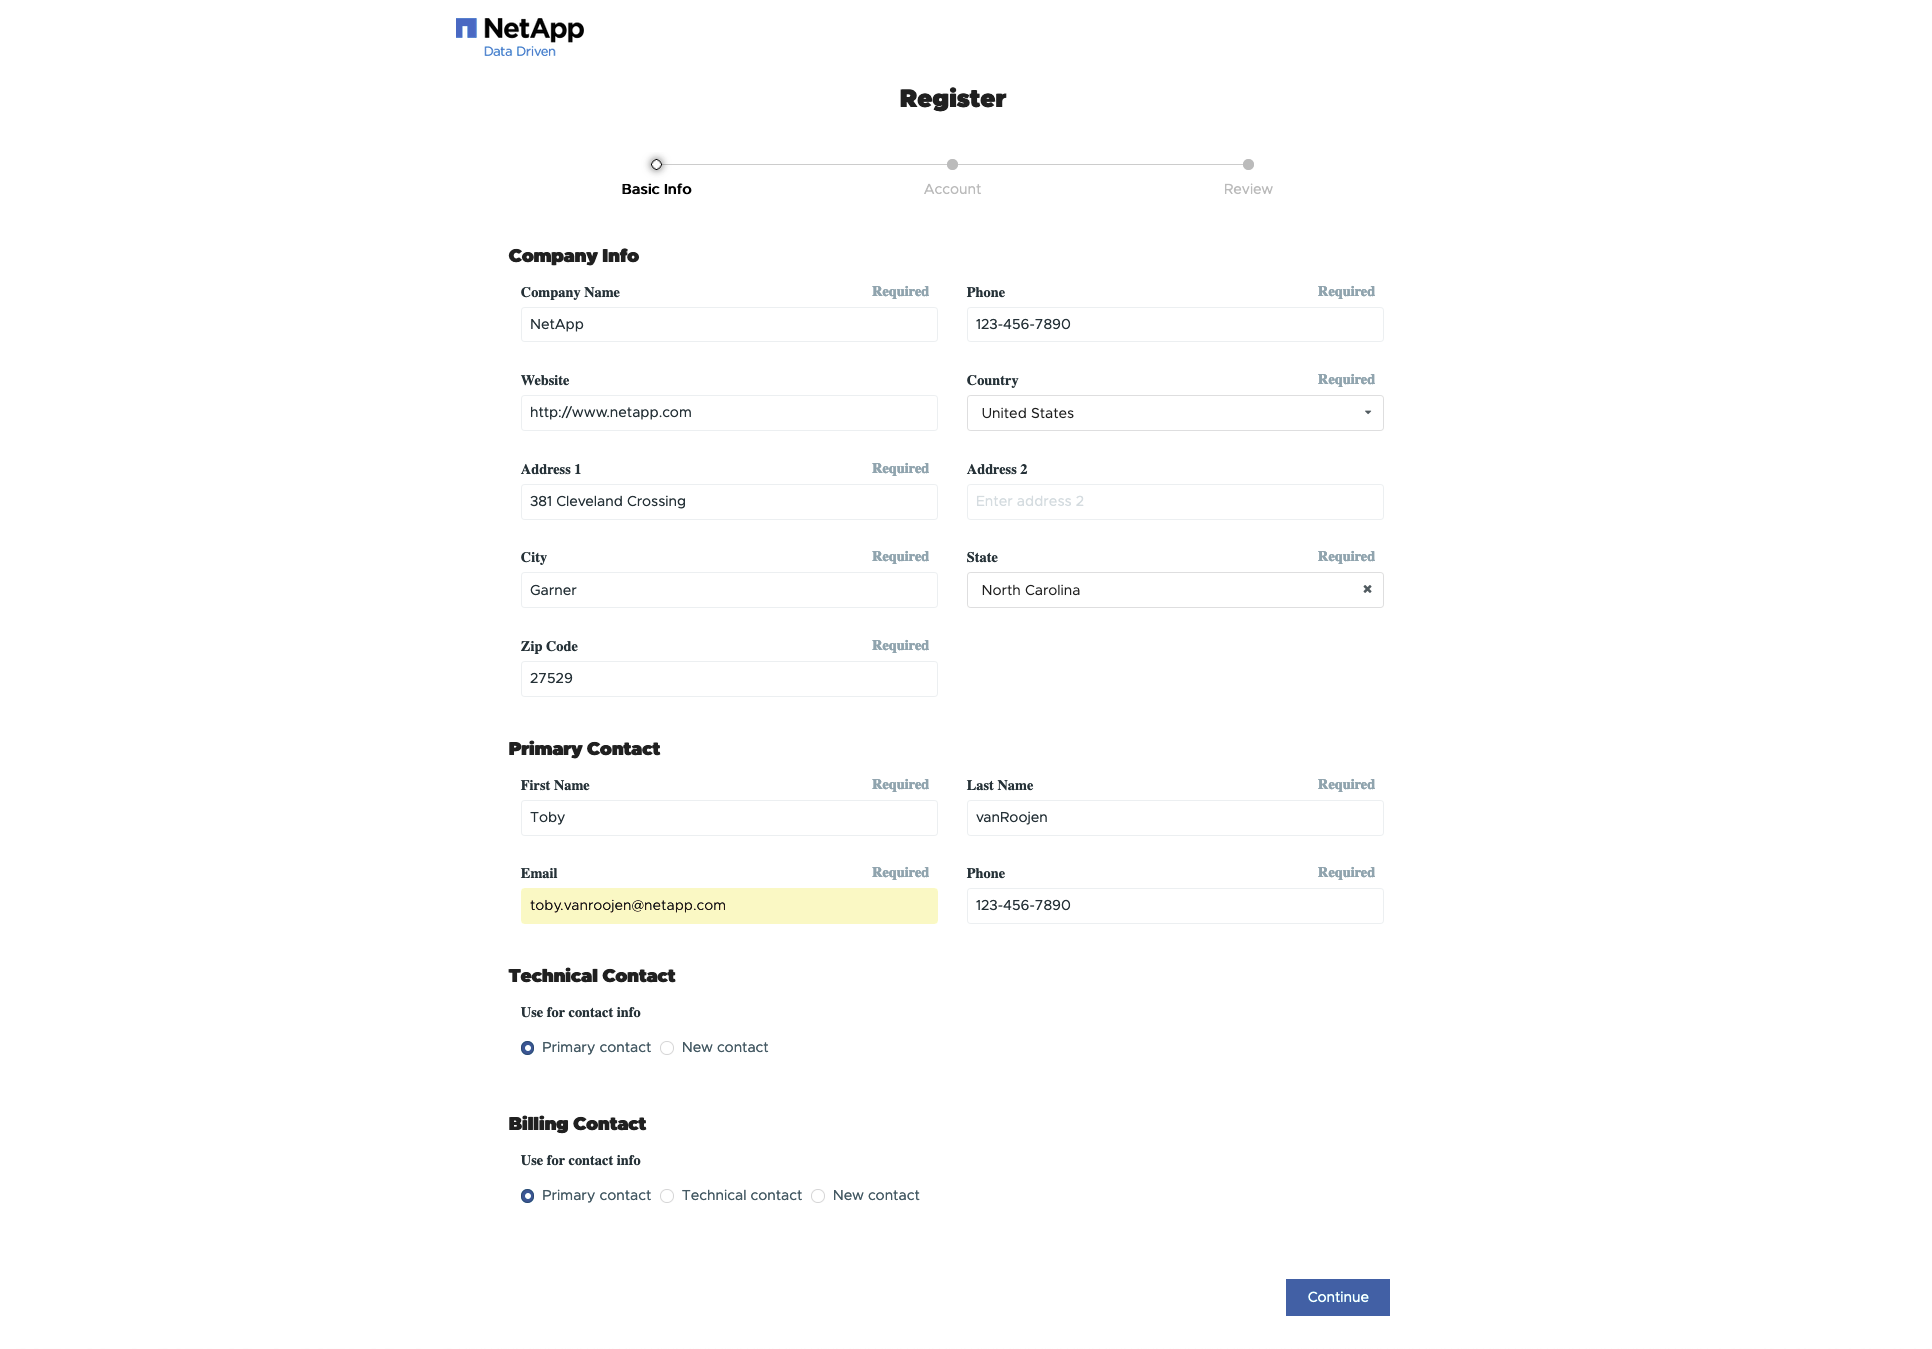 NetApp
Data Driven
Register
Basic Info Account Review
Company Info
Company Name Required Phone Required
NetApp 123-456-7890
Website Country Required
http://www.netapp.com United States
Address 1 Required Address 2
381 Cleveland Crossing Enter address 2
City Required State Required
Garner North Carolina
Zip Code Required
27529
Primary Contact
First Name Required Last Name Required
Toby vanRoojen
Email Required Phone Required
toby.vanroojen@netapp.com 123-456-7890
Technical Contact
Use for contact info
Primary contact New contact
Billing Contact
Use for contact info
Primary contact Technical contact New contact
Continue